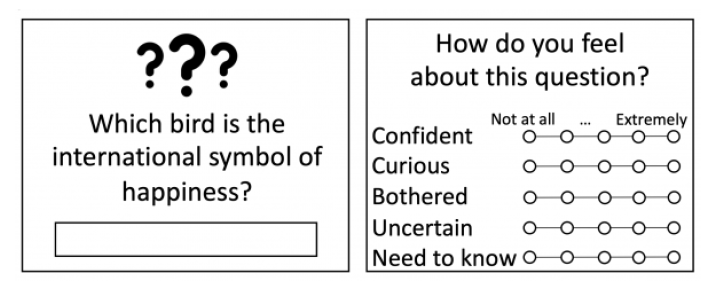 ???
Which bird is the
international symbol of
happiness?
How do you feel
about this question?
Not at all ... Extremely
Confident
Curious
Bothered
Uncertain
Need to know